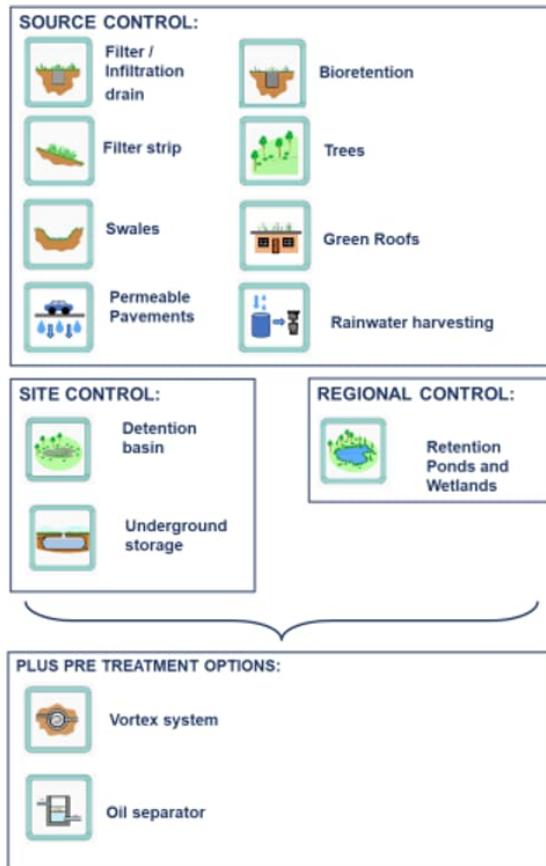 SOURCE CONTROL:
Filter /
Infiltration
drain
Bioretention
Filter strip
Trees
Swales
Green Roofs
Permeable
Pavements
Rainwater harvesting
SITE CONTROL:
Detention
basin
Underground
storage
REGIONAL CONTROL:
Retention
Ponds and
Wetlands
PLUS PRE TREATMENT OPTIONS:
Vortex system
Oil separator